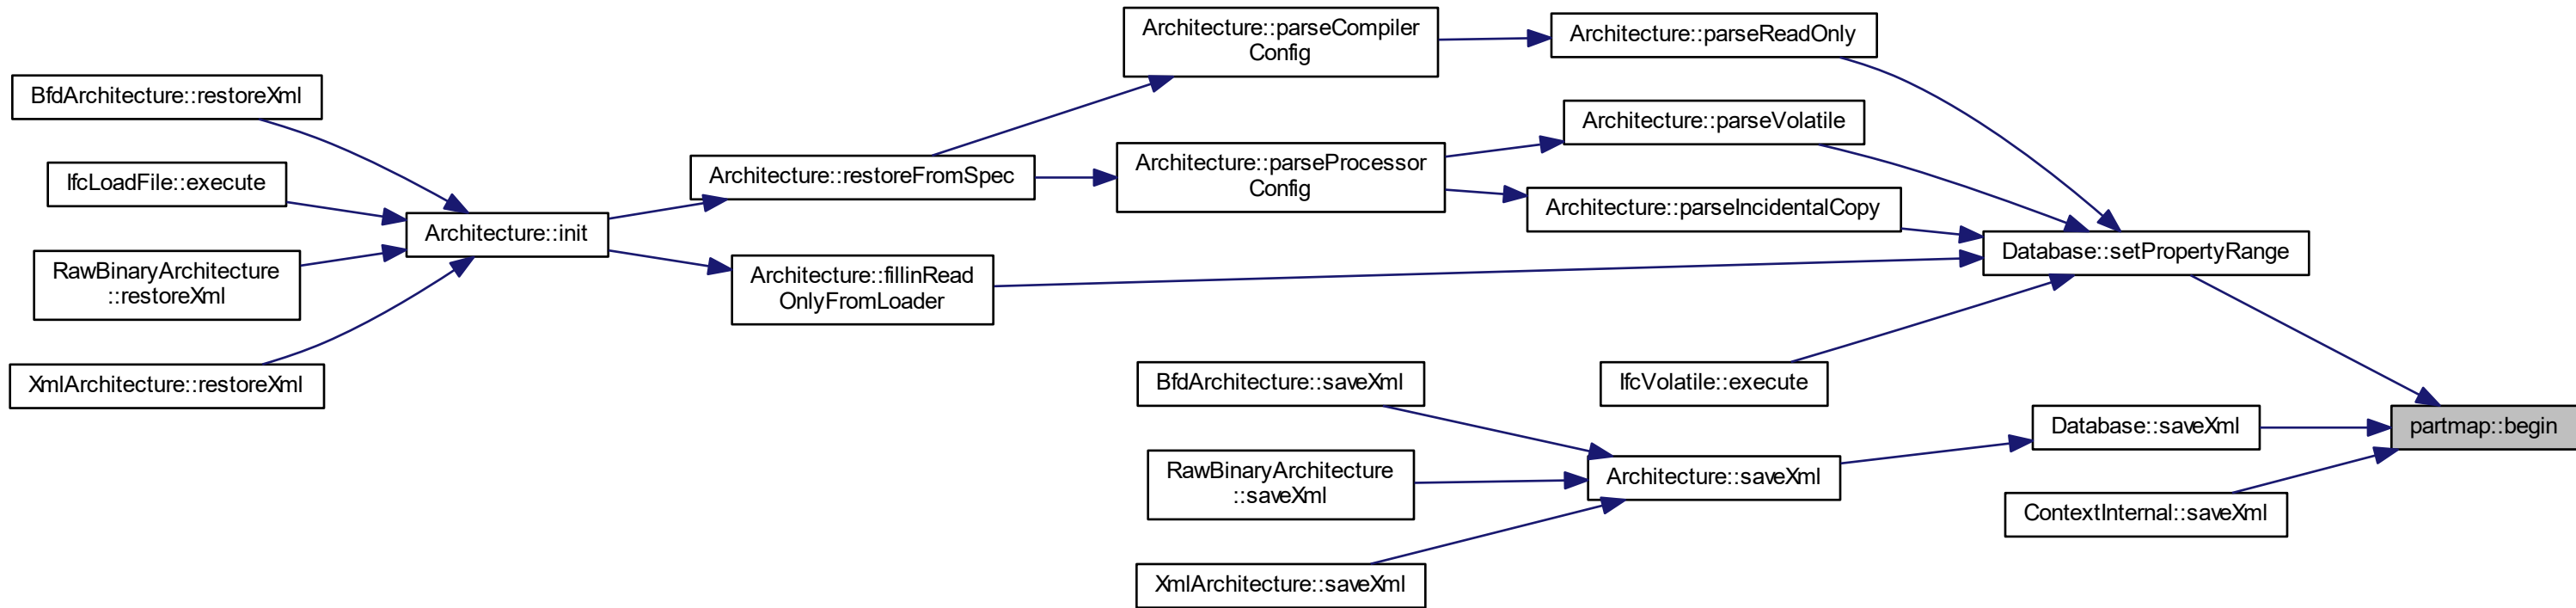 Architecture::parseCompiler
Config
Architecture::parseReadOnly
BfdArchitecture::restoreXml
Architecture::parseVolatile
IfcLoadFile::execute
Architecture::restoreFromSpec
Architecture::parseProcessor
Config
Architecture::parseIncidentalCopy
Architecture::init
Database::setPropertyRange
RawBinaryArchitecture
::restoreXml
Architecture::fillinRead
OnlyFromLoader
XmlArchitecture::restoreXml
BfdArchitecture::saveXml
IfcVolatile::execute
Database::saveXml
partmap::begin
RawBinaryArchitecture
::saveXml
Architecture::saveXml
ContextInternal::saveXml
XmlArchitecture::saveXml